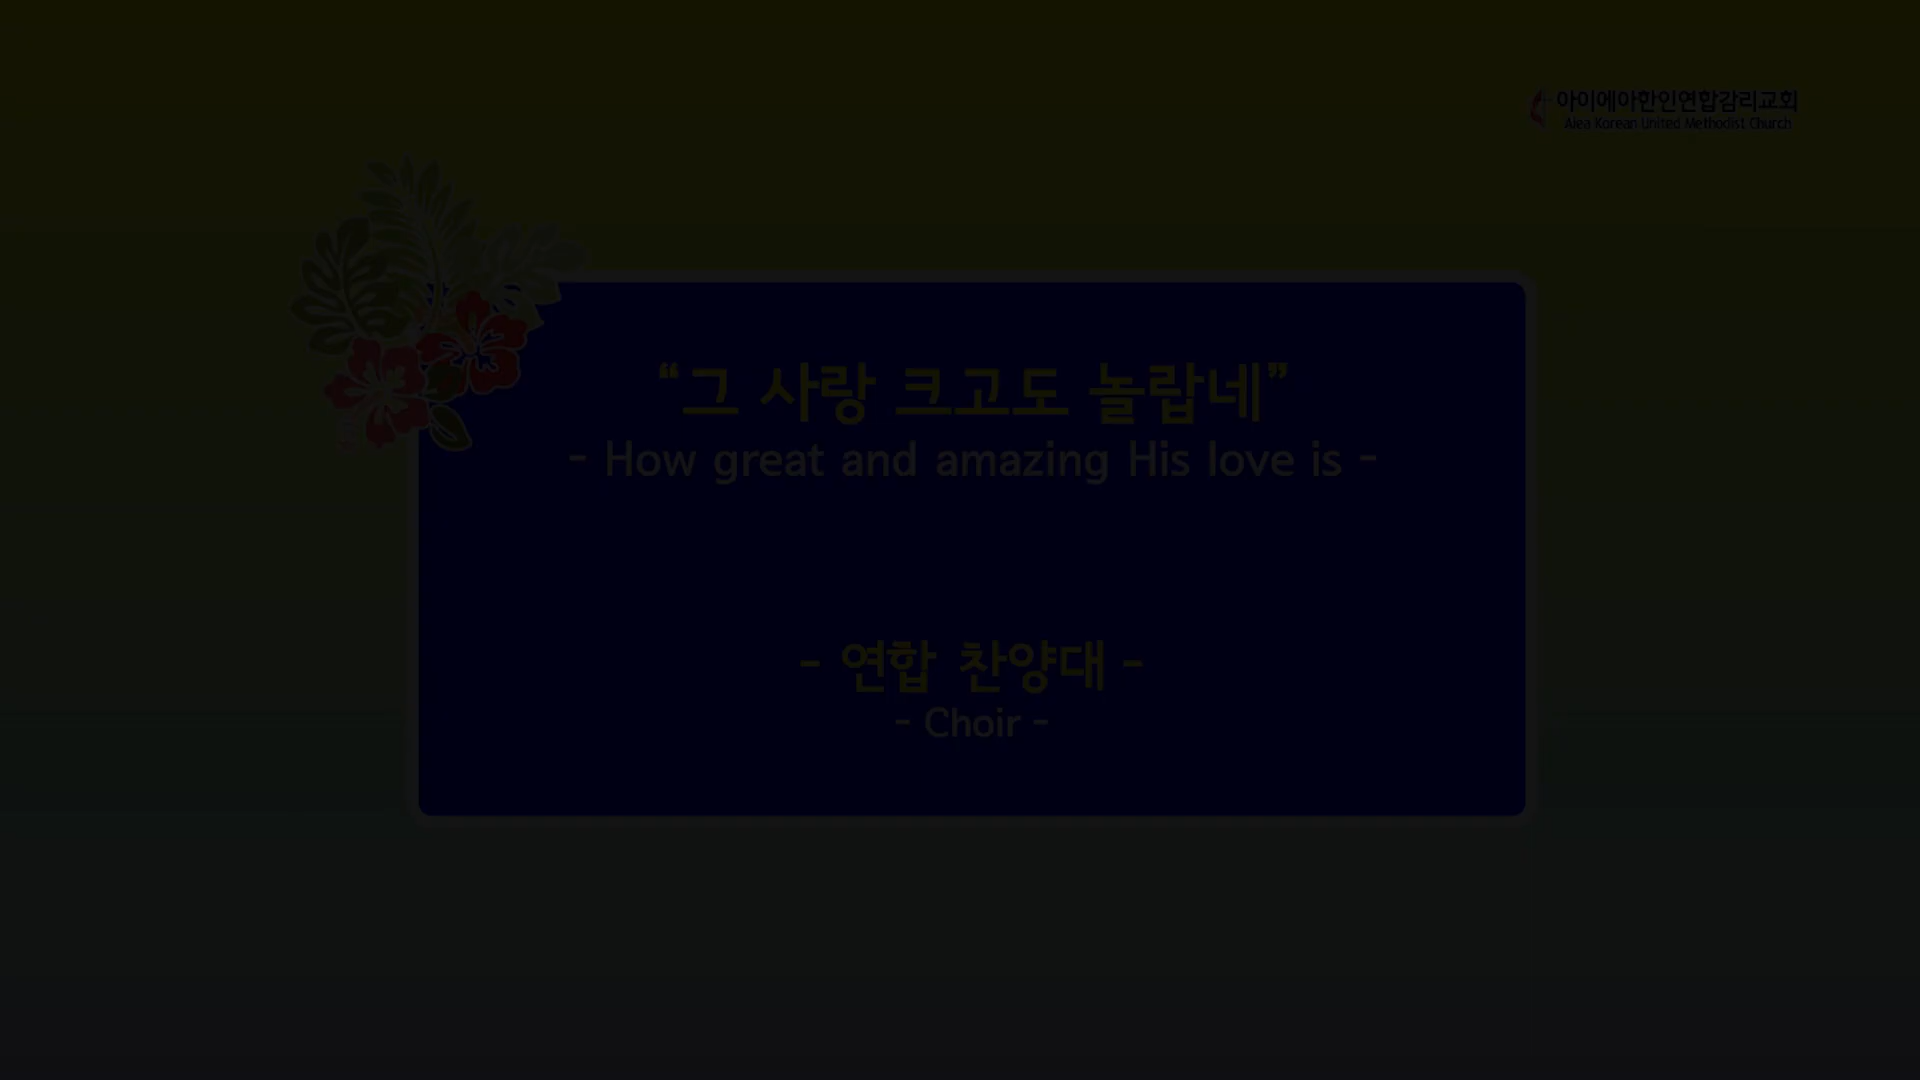 아이에아한인연합감리교회
Aiea Korean United Methodist Church
“그 사랑 크고도 놀랍네”
- How great and amazing His love is -
- 연합 찬양대 -
- Choir -